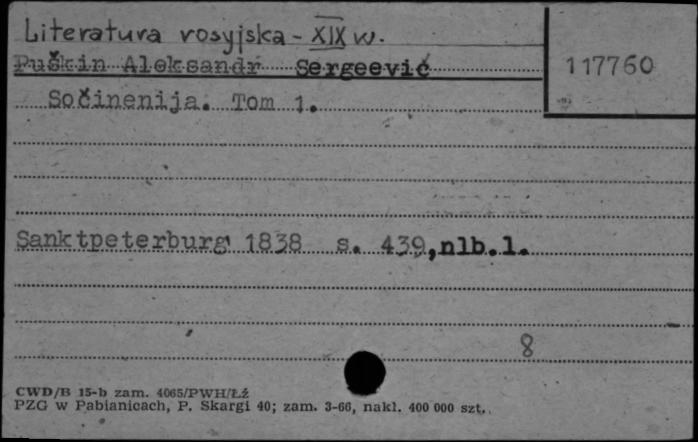 Literatura rosyjska - XIX w.
Puškin Aleksandr Sergeevič
117760
Sočinenija. Tom 1.
Sanktpeterburg 1838 s. 439, nlb.1.
8
CWD/B 15-b zam. 4065/PWH/Łź
PZG w Pabianicach, P. Skargi 40; zam. 3-66, nakl. 400 000 szt.